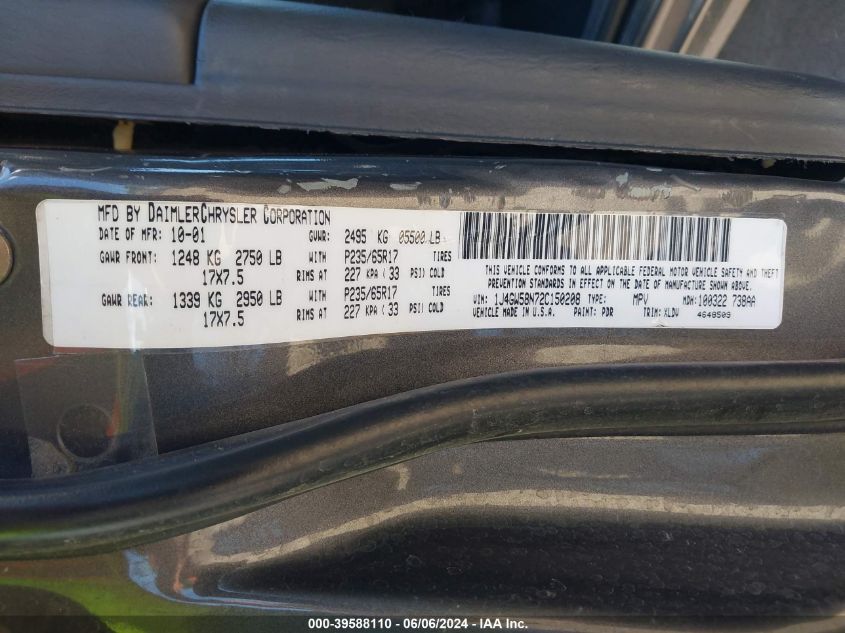 MFD BY DAIMLERCHRYSLER CORPORATION
DATE OF MFR: 10-01 GVWR: 2495 KG 05500 LB
GAWR FRONT: 1248 KG 2750 LB WITH P235/65R17 TIRES
17X7.5 RIMS AT 227 KPA ( 33 PSI) COLD
GAWR REAR: 1339 KG 2950 LB WITH P235/65R17 TIRES
17X7.5 RIMS AT 227 KPA ( 33 PSI) COLD
THIS VEHICLE CONFORMS TO ALL APPLICABLE FEDERAL MOTOR VEHICLE SAFETY AND THEFT
PREVENTION STANDARDS IN EFFECT ON THE DATE OF MANUFACTURE SHOWN ABOVE.
VIN: 1J4GW58N72C150208 TYPE: MPV MDH: 100322 738AA
VEHICLE MADE IN U.S.A. PAINT: PDR TRIM: XLDV 4648509
000-39588110 - 06/06/2024 - IAA Inc.